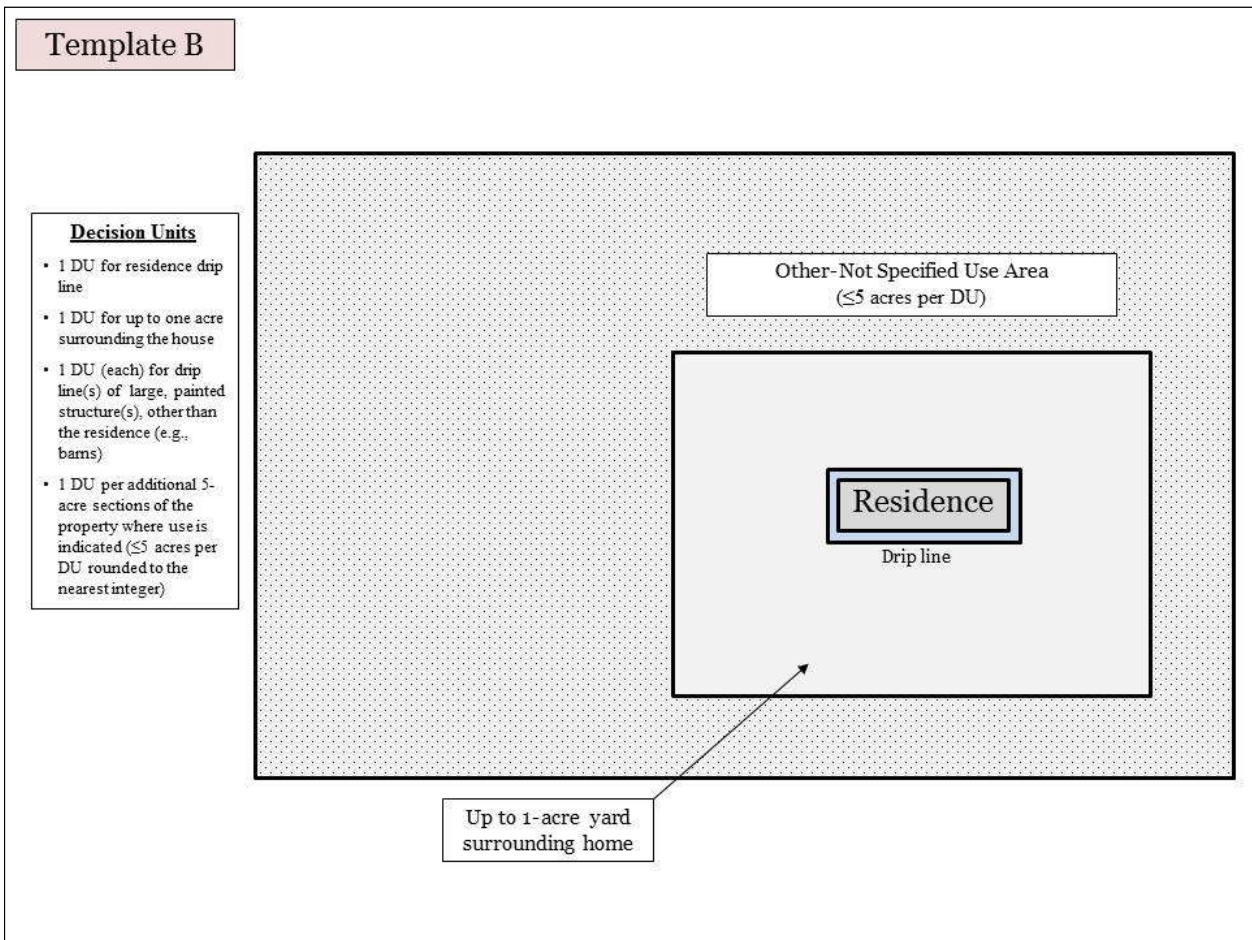 Template B
Decision Units
• 1 DU for residence drip
line
• 1 DU for up to one acre
surrounding the house
• 1 DU (each) for drip
line(s) of large, painted
structure(s), other than
the residence (e.g.,
barns)
• 1 DU per additional 5-
acre sections of the
property where use is
indicated (≤5 acres per
DU rounded to the
nearest integer)
Other-Not Specified Use Area
(≤5 acres per DU)
Residence
Drip line
Up to 1-acre yard
surrounding home